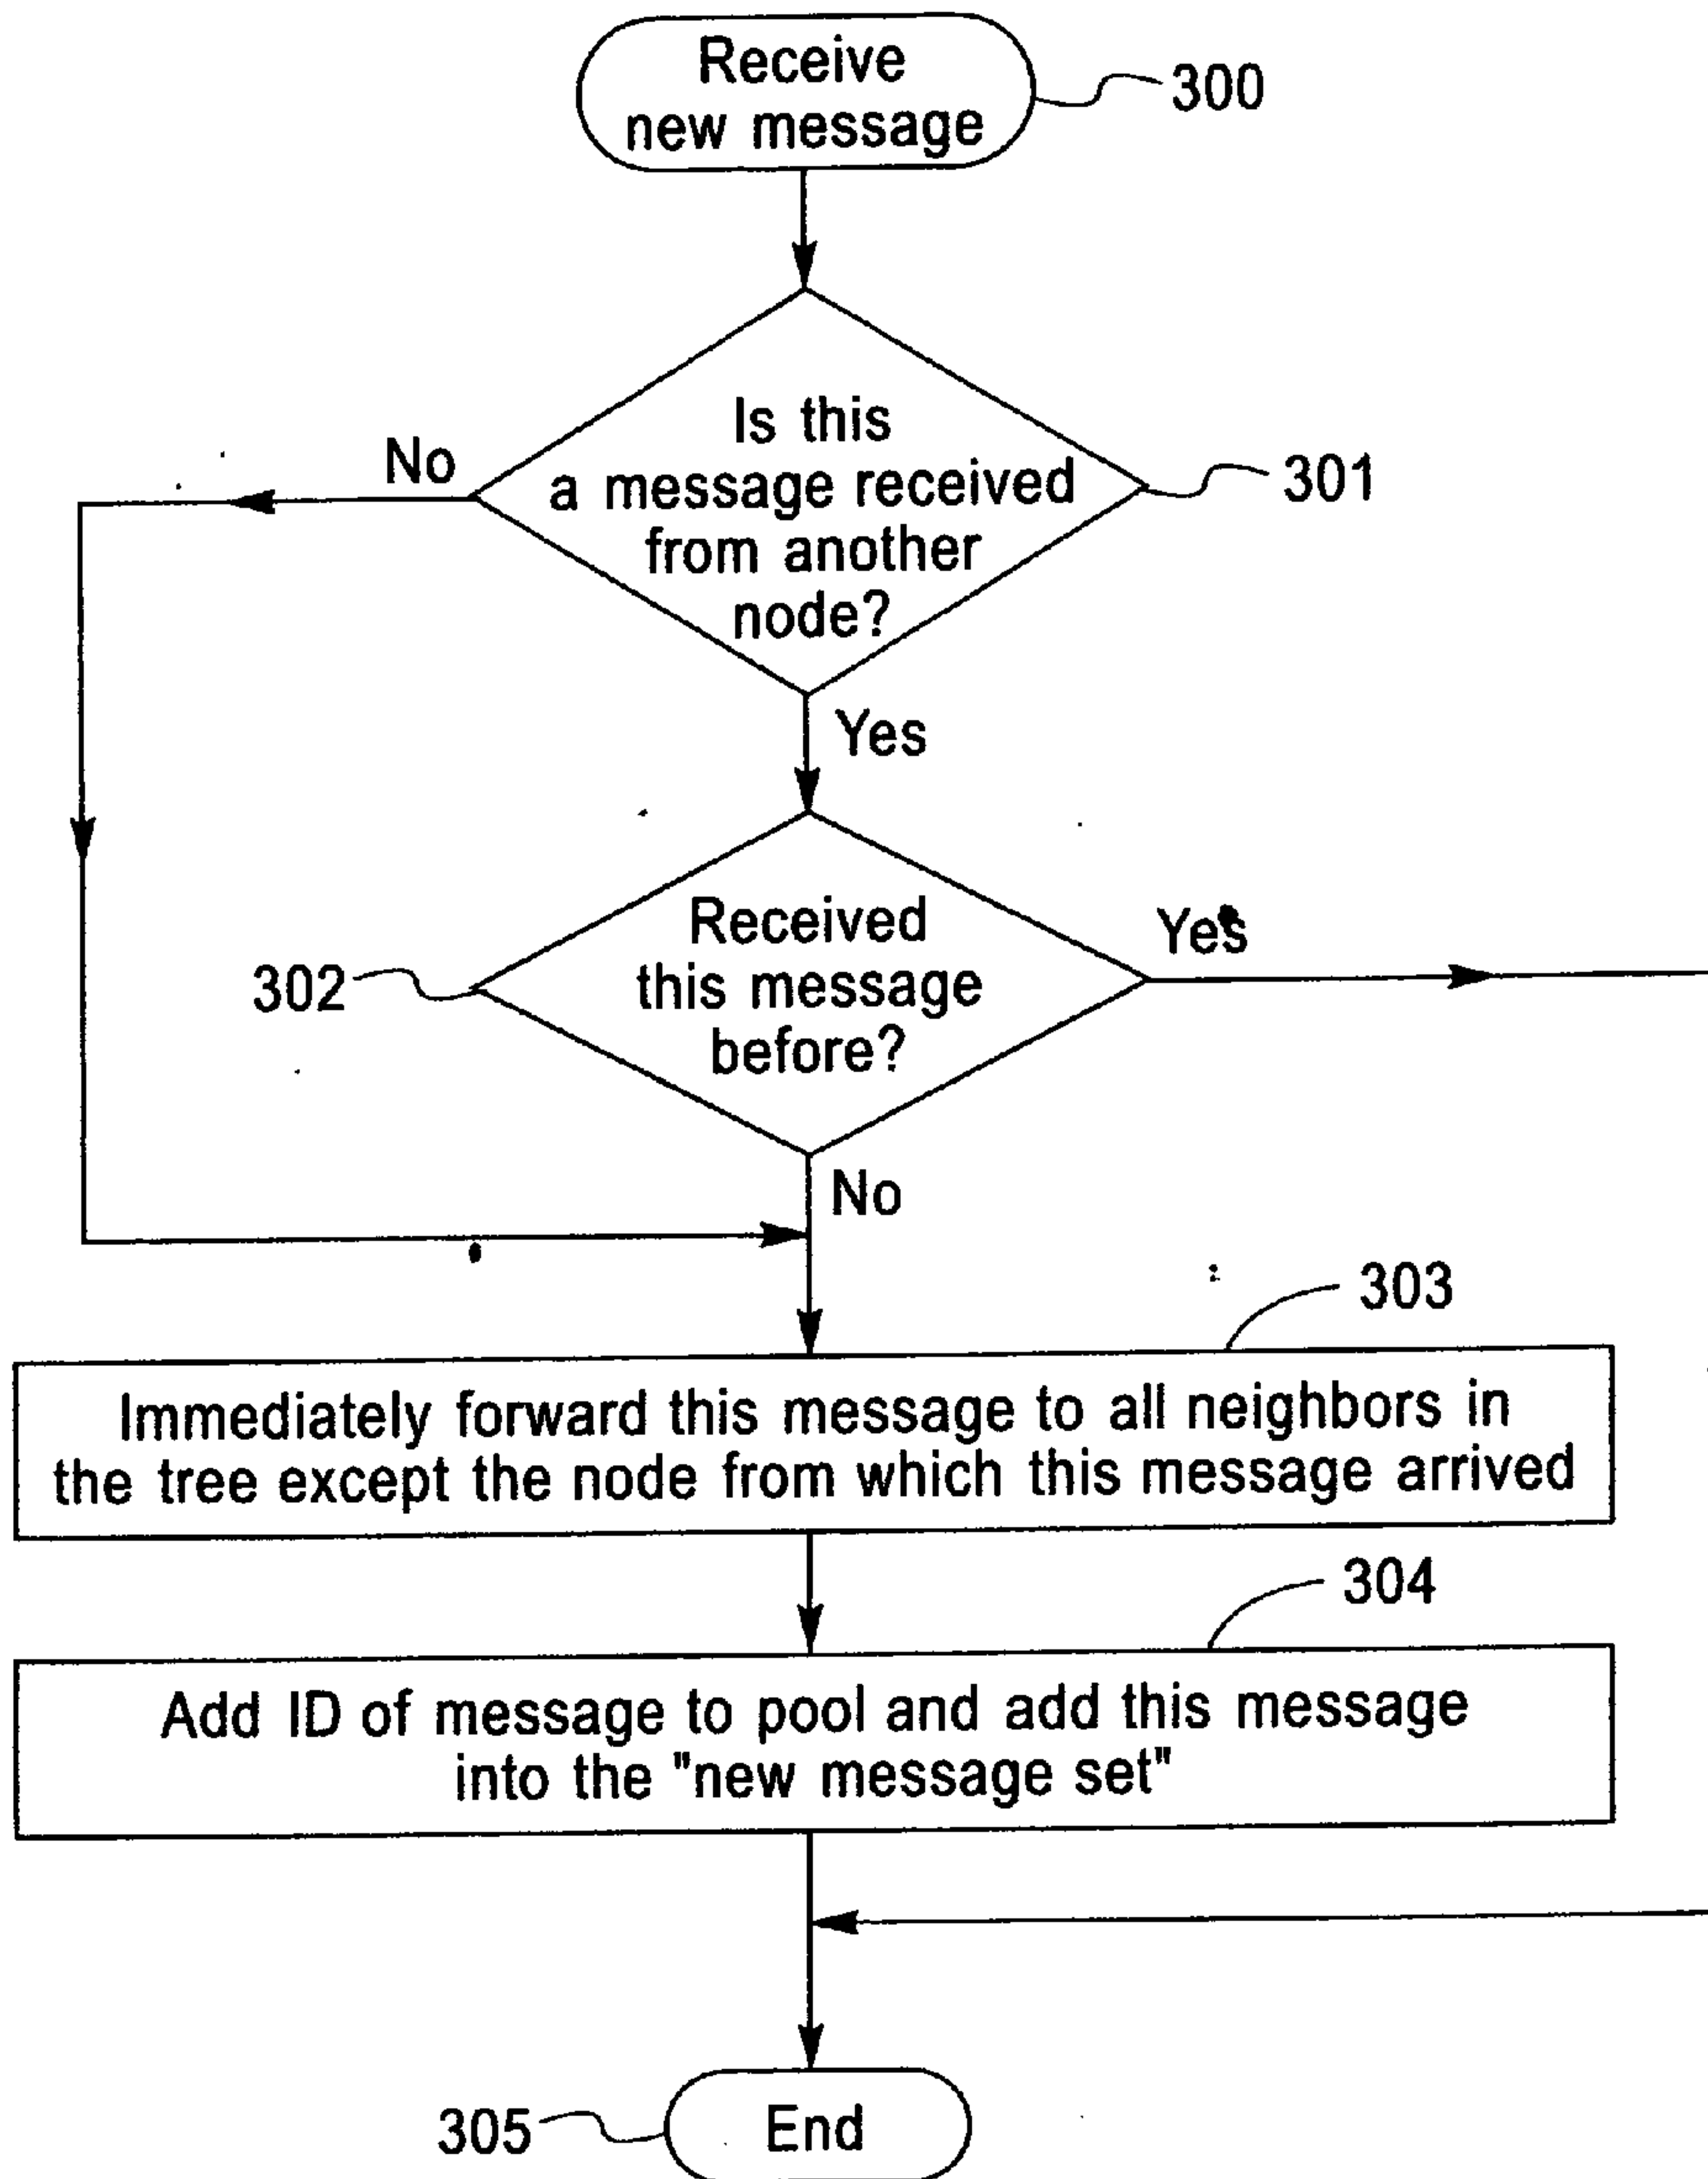 Receive
new message
300
Is this
a message received
from another
node?
301
No
Yes
Received
this message
before?
302
Yes
No
303
Immediately forward this message to all neighbors in
the tree except the node from which this message arrived
304
Add ID of message to pool and add this message
into the "new message set"
305
End